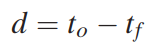 d = t_o − t_f